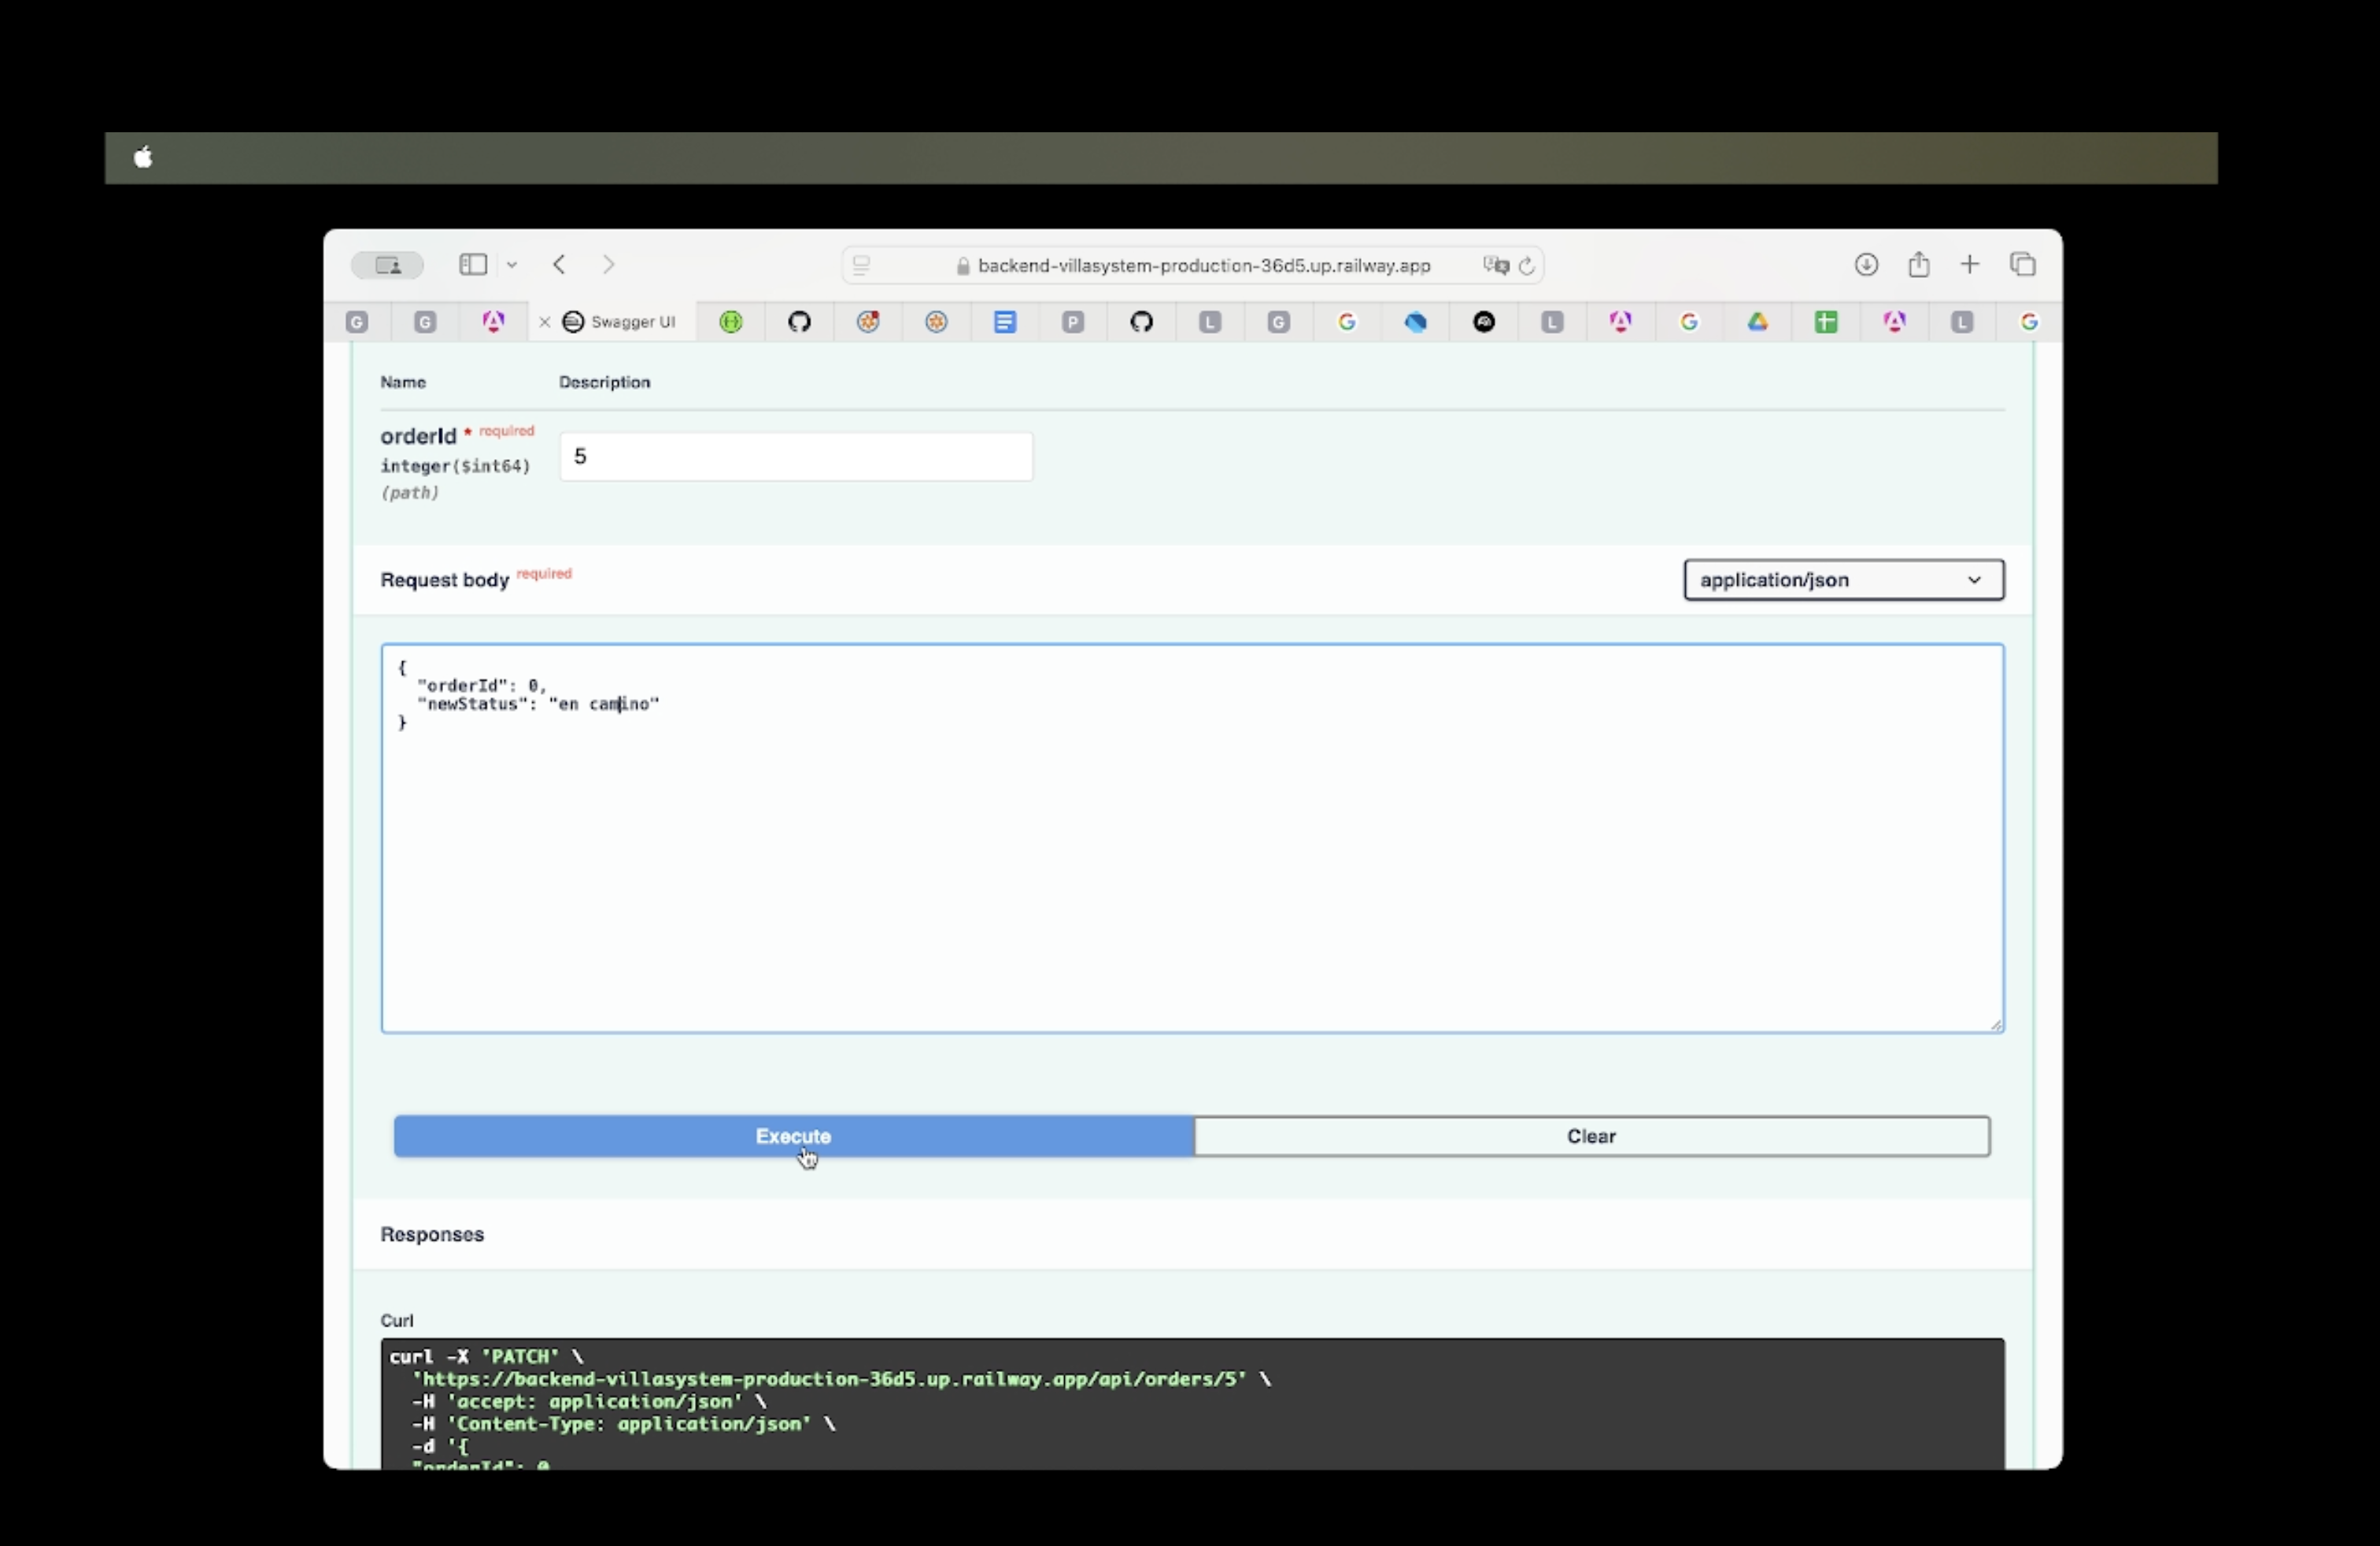 backend-villasystem-production-36d5.up.railway.app
G G Swagger UI P L G G L G L G
Name Description
orderId * required
5
integer($int64)
(path)
Request body required
application/json
{
"orderId": 0,
"newStatus": "en camino"
}
Execute Clear
Responses
Curl
curl -X 'PATCH' \
'https://backend-villasystem-production-36d5.up.railway.app/api/orders/5' \
-H 'accept: application/json' \
-H 'Content-Type: application/json' \
-d '{
"orderId": 0